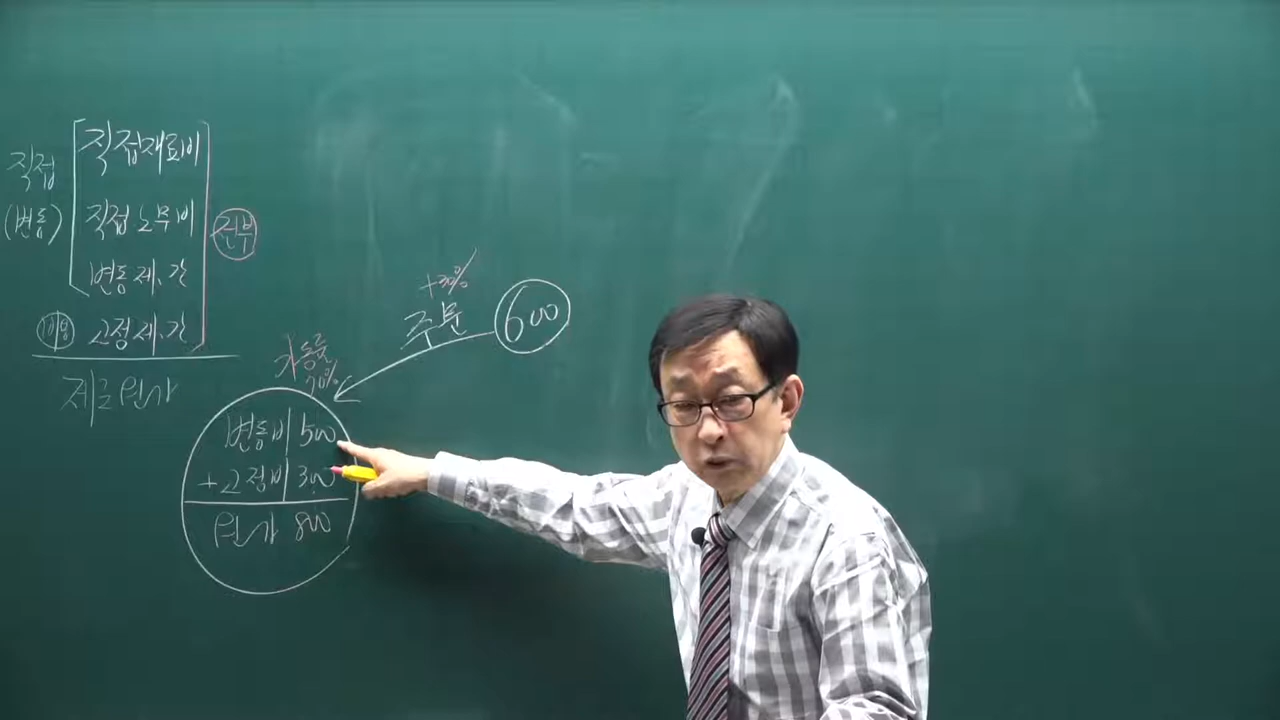 직접
(변동)
직접재료비
직접노무비
변동제.간
고정제.간
전부
제조원가
가동률
70%
변동비 500
+고정비 300
원가 800
+30%
주문
600